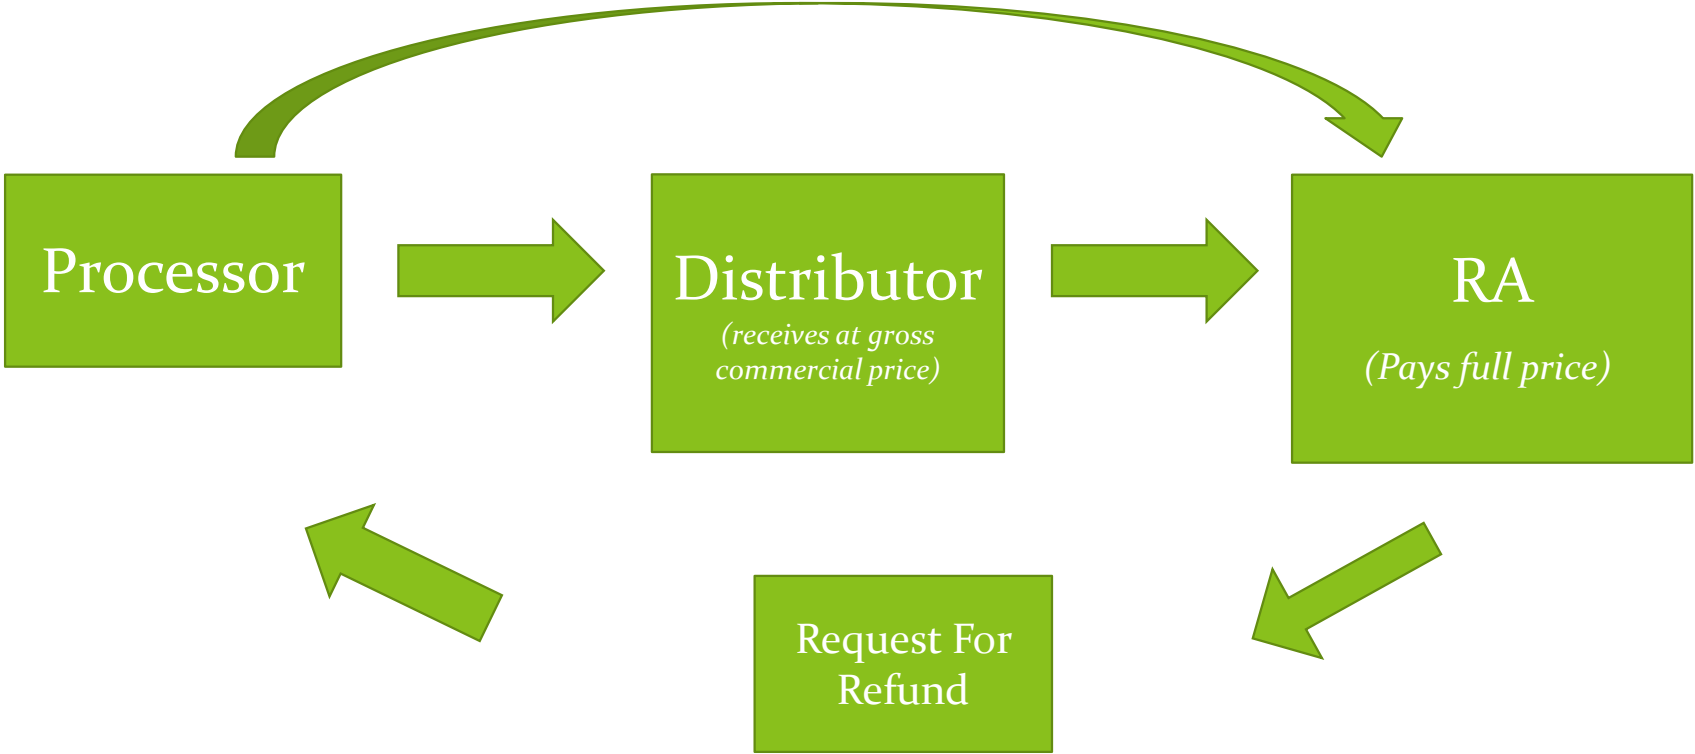 Processor
Distributor
(receives at gross
commercial price)
RA
(Pays full price)
Request For
Refund